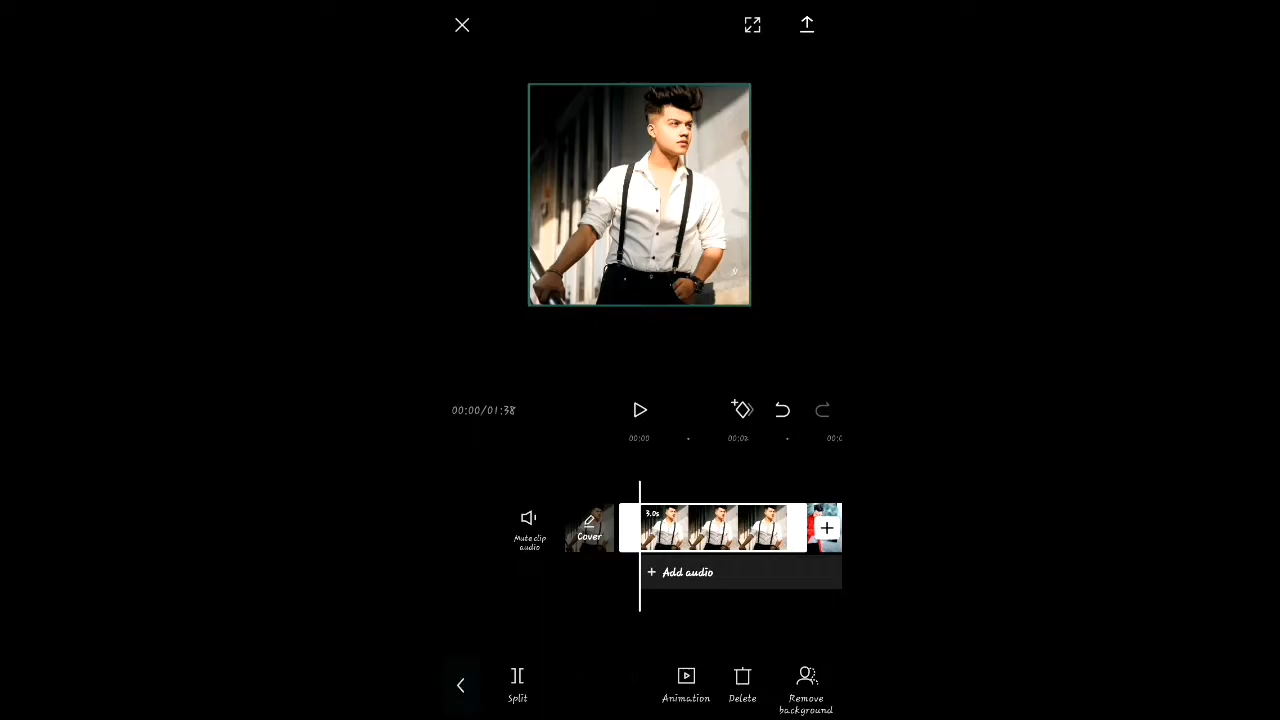 00:00/01:38
00:00
00:02
Mute clip
audio
Cover
3.0s
+ Add audio
Split
Animation
Delete
Remove
background